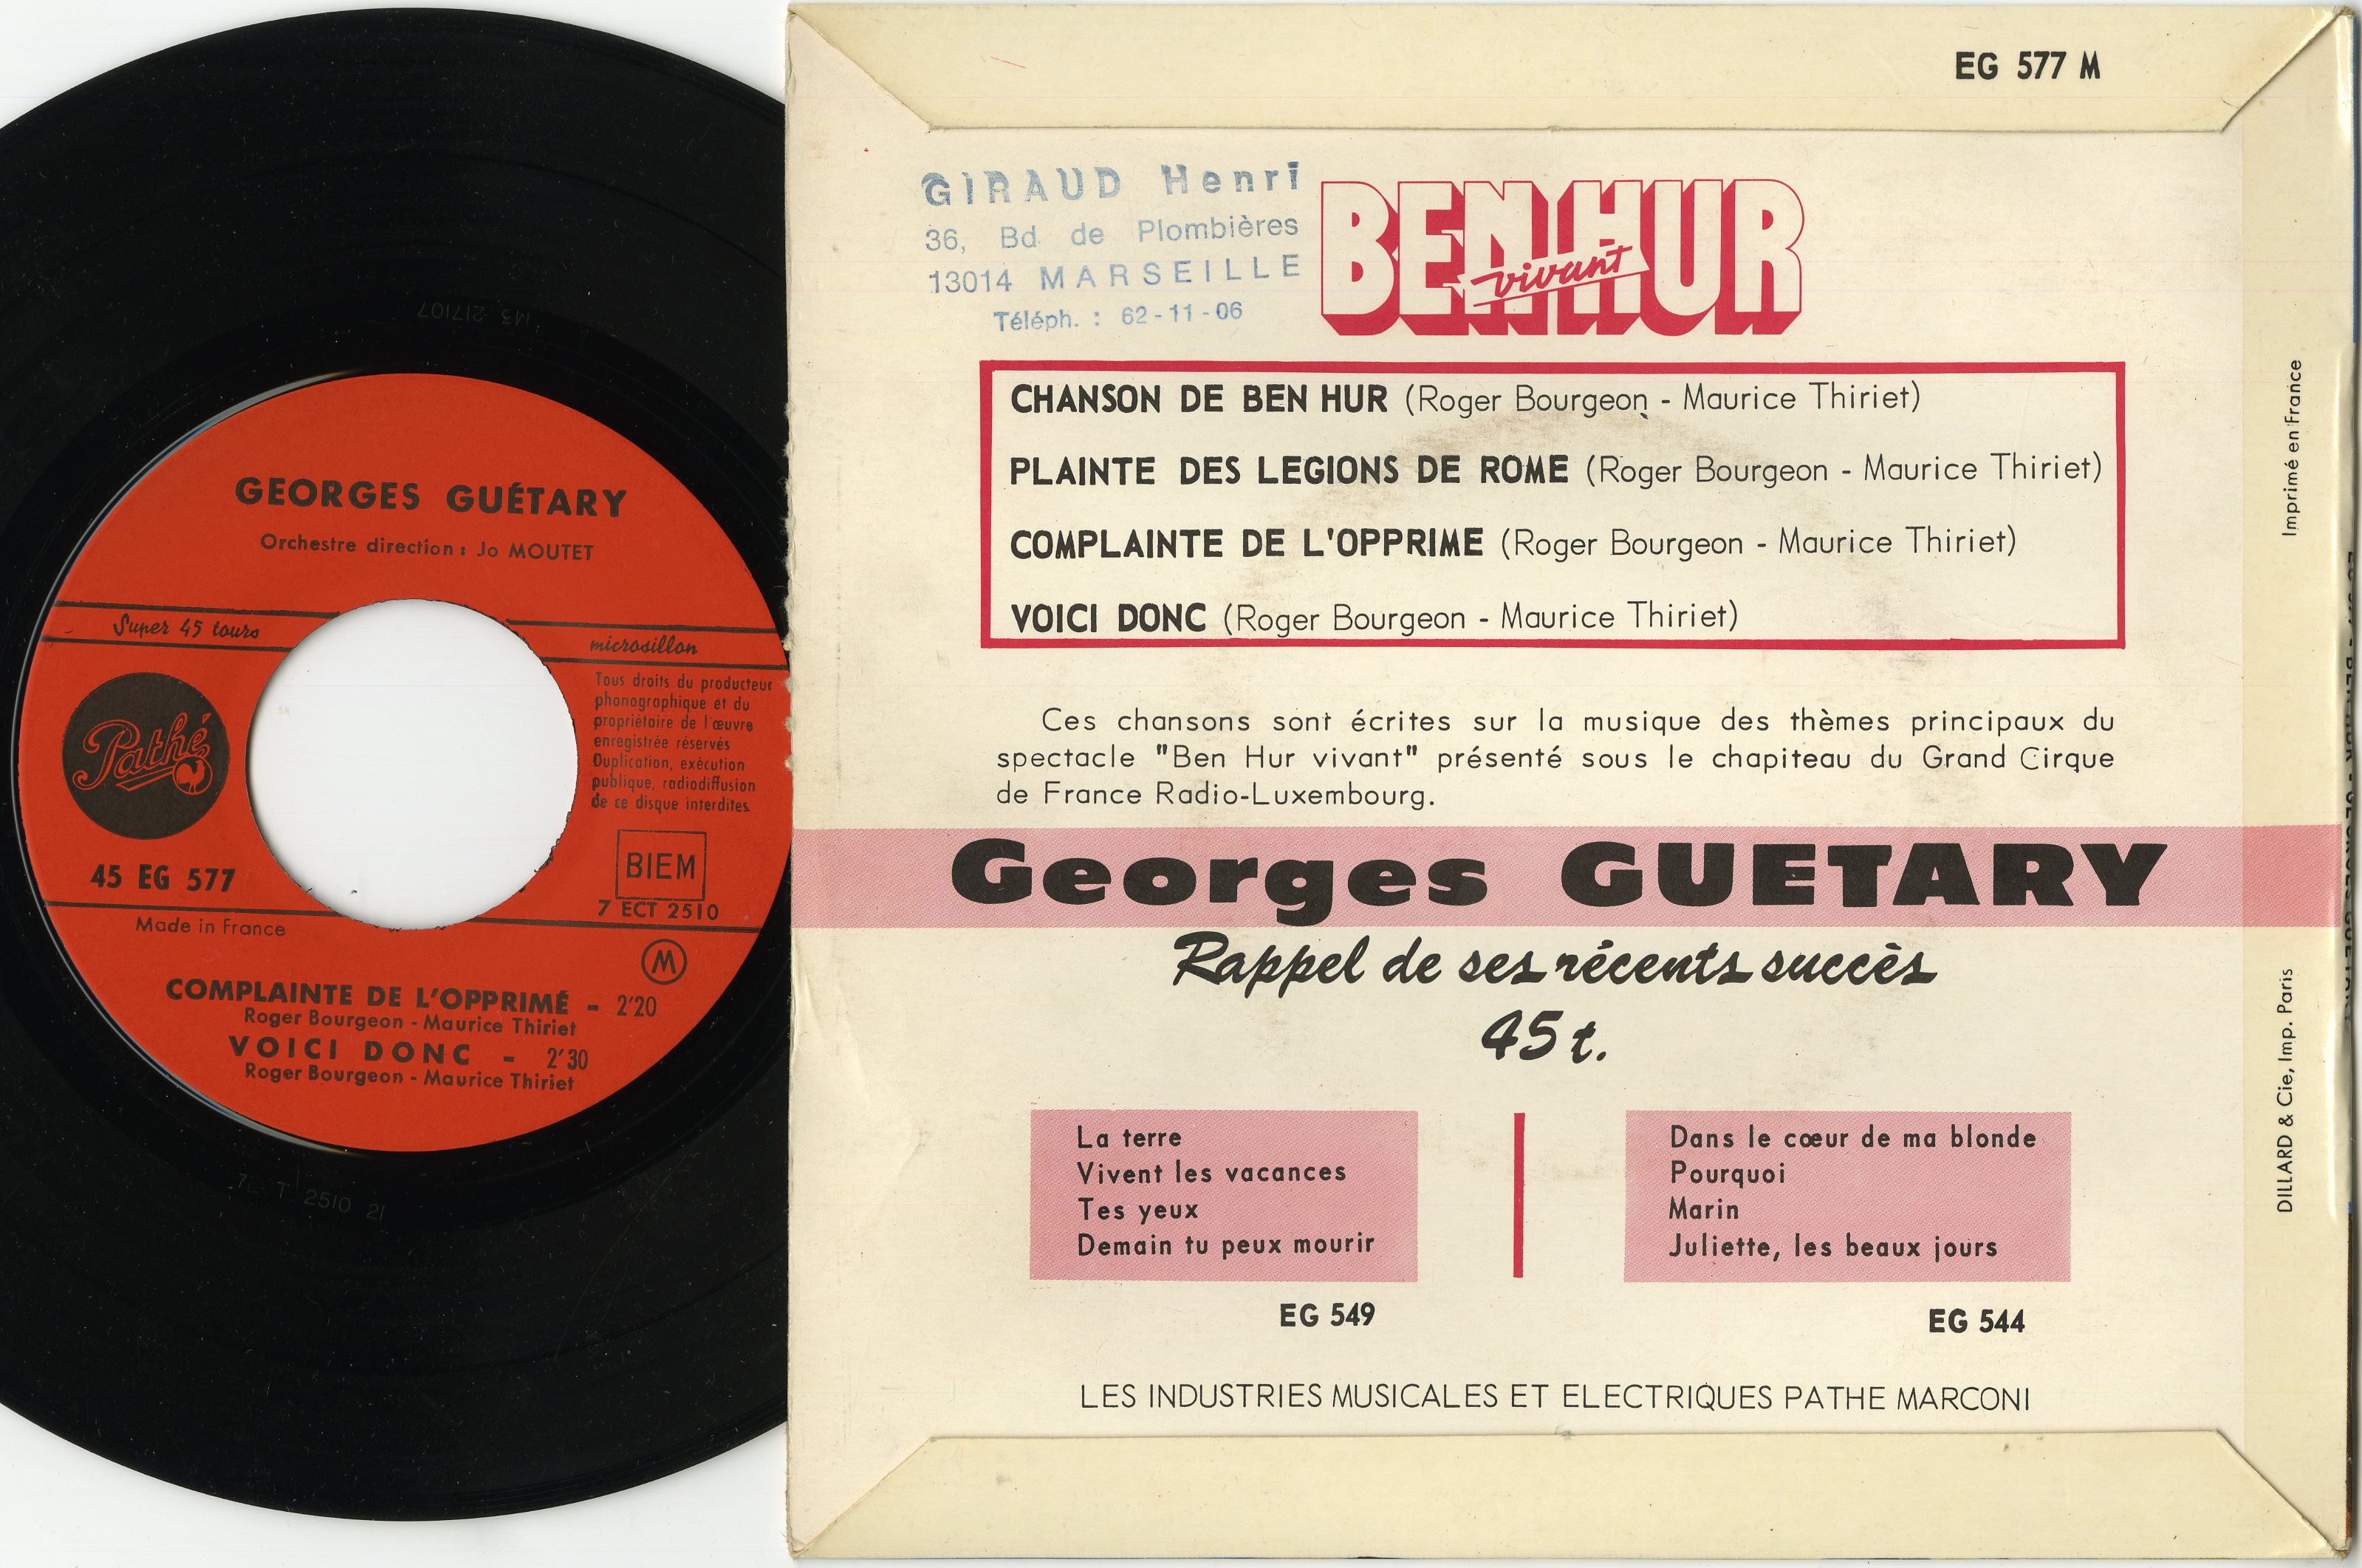 GEORGES GUÉTARY
Orchestre direction : Jo MOUTET
Super 45 tours
microsillon
Tous droits du producteur
phonographique et du
propriétaire de l'œuvre
enregistrée réservés
Duplication, exécution
publique, radiodiffusion
de ce disque interdites.
Pathé
45 EG 577
BIEM
7 ECT 2510
Made in France
M
COMPLAINTE DE L'OPPRIMÉ - 2'20
Roger Bourgeon - Maurice Thiriet
VOICI DONC - 2'30
Roger Bourgeon - Maurice Thiriet
M3 217107
2510 21
EG 577 M
GIRAUD Henri
36, Bd de Plombières
13014 MARSEILLE
Téléph. : 62-11-06
BEN HUR
vivant
CHANSON DE BEN HUR (Roger Bourgeon - Maurice Thiriet)
PLAINTE DES LEGIONS DE ROME (Roger Bourgeon - Maurice Thiriet)
COMPLAINTE DE L'OPPRIME (Roger Bourgeon - Maurice Thiriet)
VOICI DONC (Roger Bourgeon - Maurice Thiriet)
Ces chansons sont écrites sur la musique des thèmes principaux du
spectacle "Ben Hur vivant" présenté sous le chapiteau du Grand Cirque
de France Radio-Luxembourg.
Georges GUETARY
Rappel de ses récents succès
45 t.
La terre
Vivent les vacances
Tes yeux
Demain tu peux mourir
EG 549
Dans le cœur de ma blonde
Pourquoi
Marin
Juliette, les beaux jours
EG 544
LES INDUSTRIES MUSICALES ET ELECTRIQUES PATHE MARCONI
Imprimé en France
DILLARD & Cie, Imp. Paris